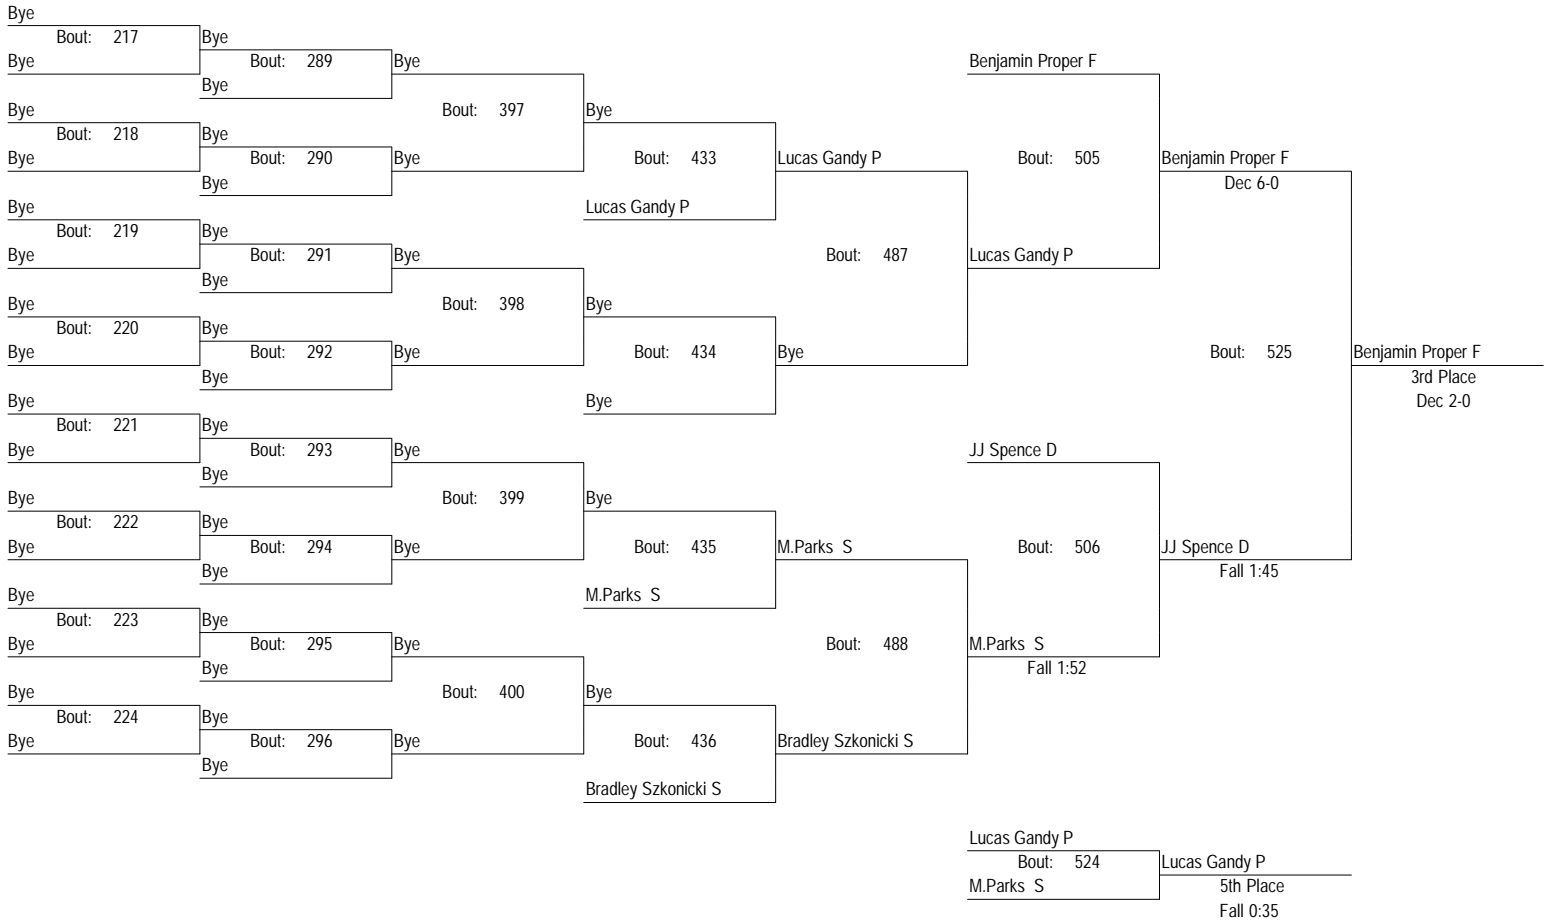 Bye
Bout: 217 Bye
Bye Bout: 289 Bye Benjamin Proper F
Bye
Bye Bout: 397 Bye
Bout: 218 Bye
Bye Bout: 290 Bye Bout: 433 Lucas Gandy P Bout: 505 Benjamin Proper F
Bye Dec 6-0
Bye Lucas Gandy P
Bout: 219 Bye
Bye Bout: 291 Bye Bout: 487 Lucas Gandy P
Bye
Bye Bout: 398 Bye
Bout: 220 Bye
Bye Bout: 292 Bye Bout: 434 Bye Bout: 525 Benjamin Proper F
Bye 3rd Place
Bye Bye Dec 2-0
Bout: 221 Bye
Bye Bout: 293 Bye JJ Spence D
Bye
Bye Bout: 399 Bye
Bout: 222 Bye
Bye Bout: 294 Bye Bout: 435 M.Parks S Bout: 506 JJ Spence D
Bye Fall 1:45
Bye M.Parks S
Bout: 223 Bye
Bye Bout: 295 Bye Bout: 488 M.Parks S
Bye Fall 1:52
Bye Bout: 400 Bye
Bout: 224 Bye
Bye Bout: 296 Bye Bout: 436 Bradley Szkonicki S
Bye
Bradley Szkonicki S
Lucas Gandy P
Bout: 524 Lucas Gandy P
M.Parks S 5th Place
Fall 0:35